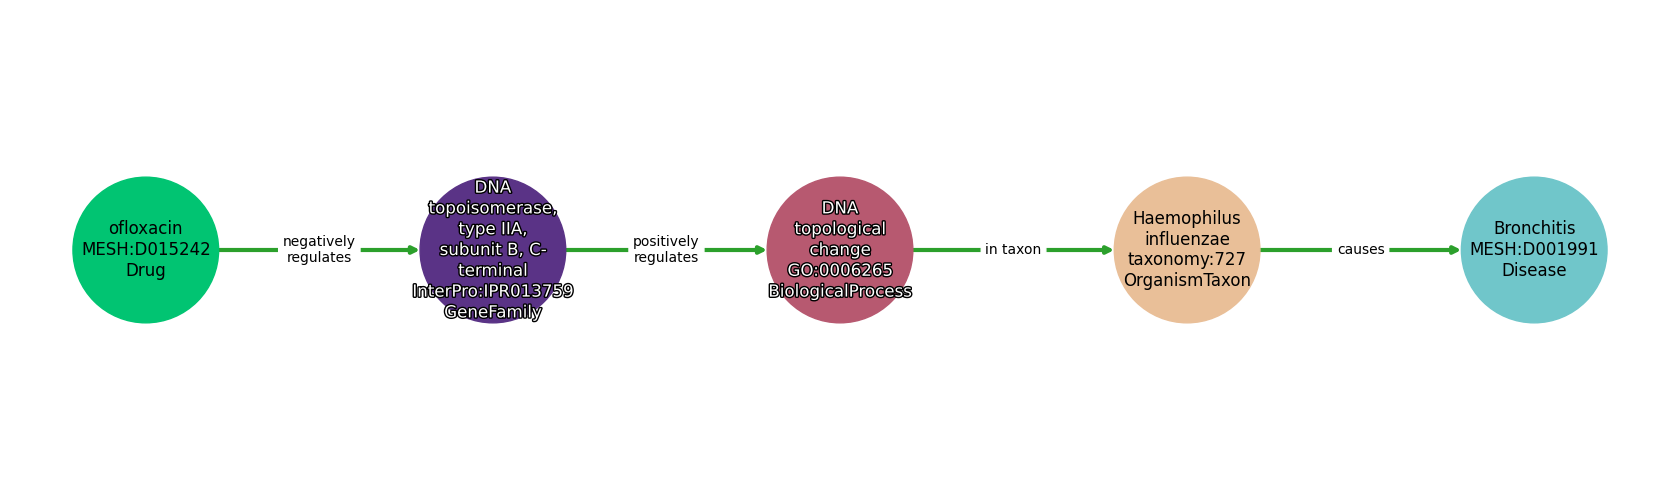 ofloxacin
MESH:D015242
Drug
negatively
regulates
DNA
topoisomerase,
type IIA,
subunit B, C-
terminal
InterPro:IPR013759
GeneFamily
positively
regulates
DNA
topological
change
GO:0006265
BiologicalProcess
in taxon
Haemophilus
influenzae
taxonomy:727
OrganismTaxon
causes
Bronchitis
MESH:D001991
Disease